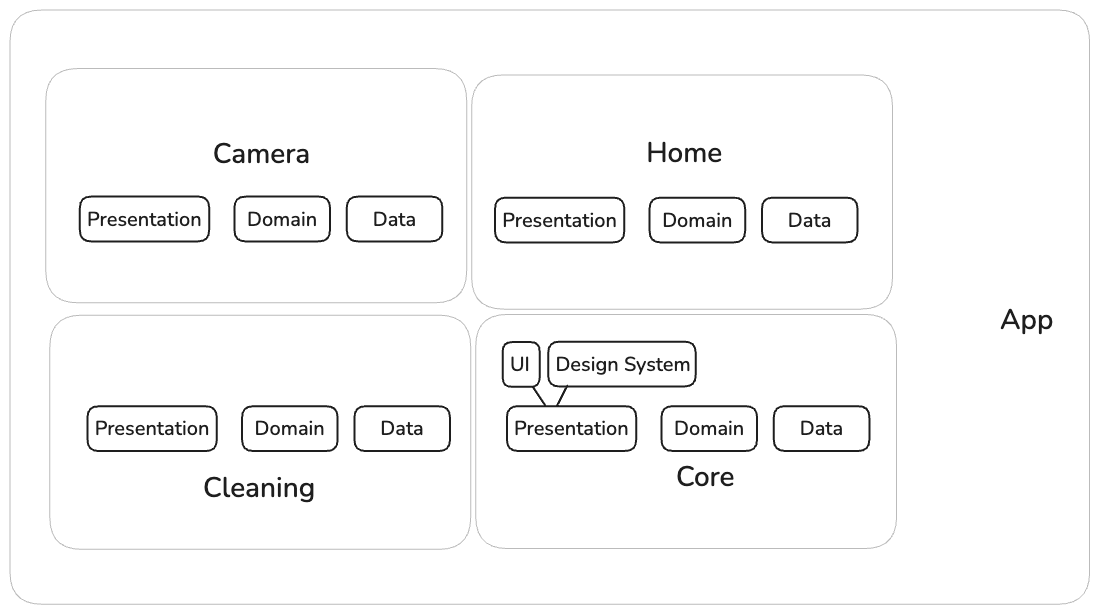 Camera
Presentation
Domain
Data
Home
Presentation
Domain
Data
App
Presentation
Domain
Data
Cleaning
UI
Design System
Presentation
Domain
Data
Core